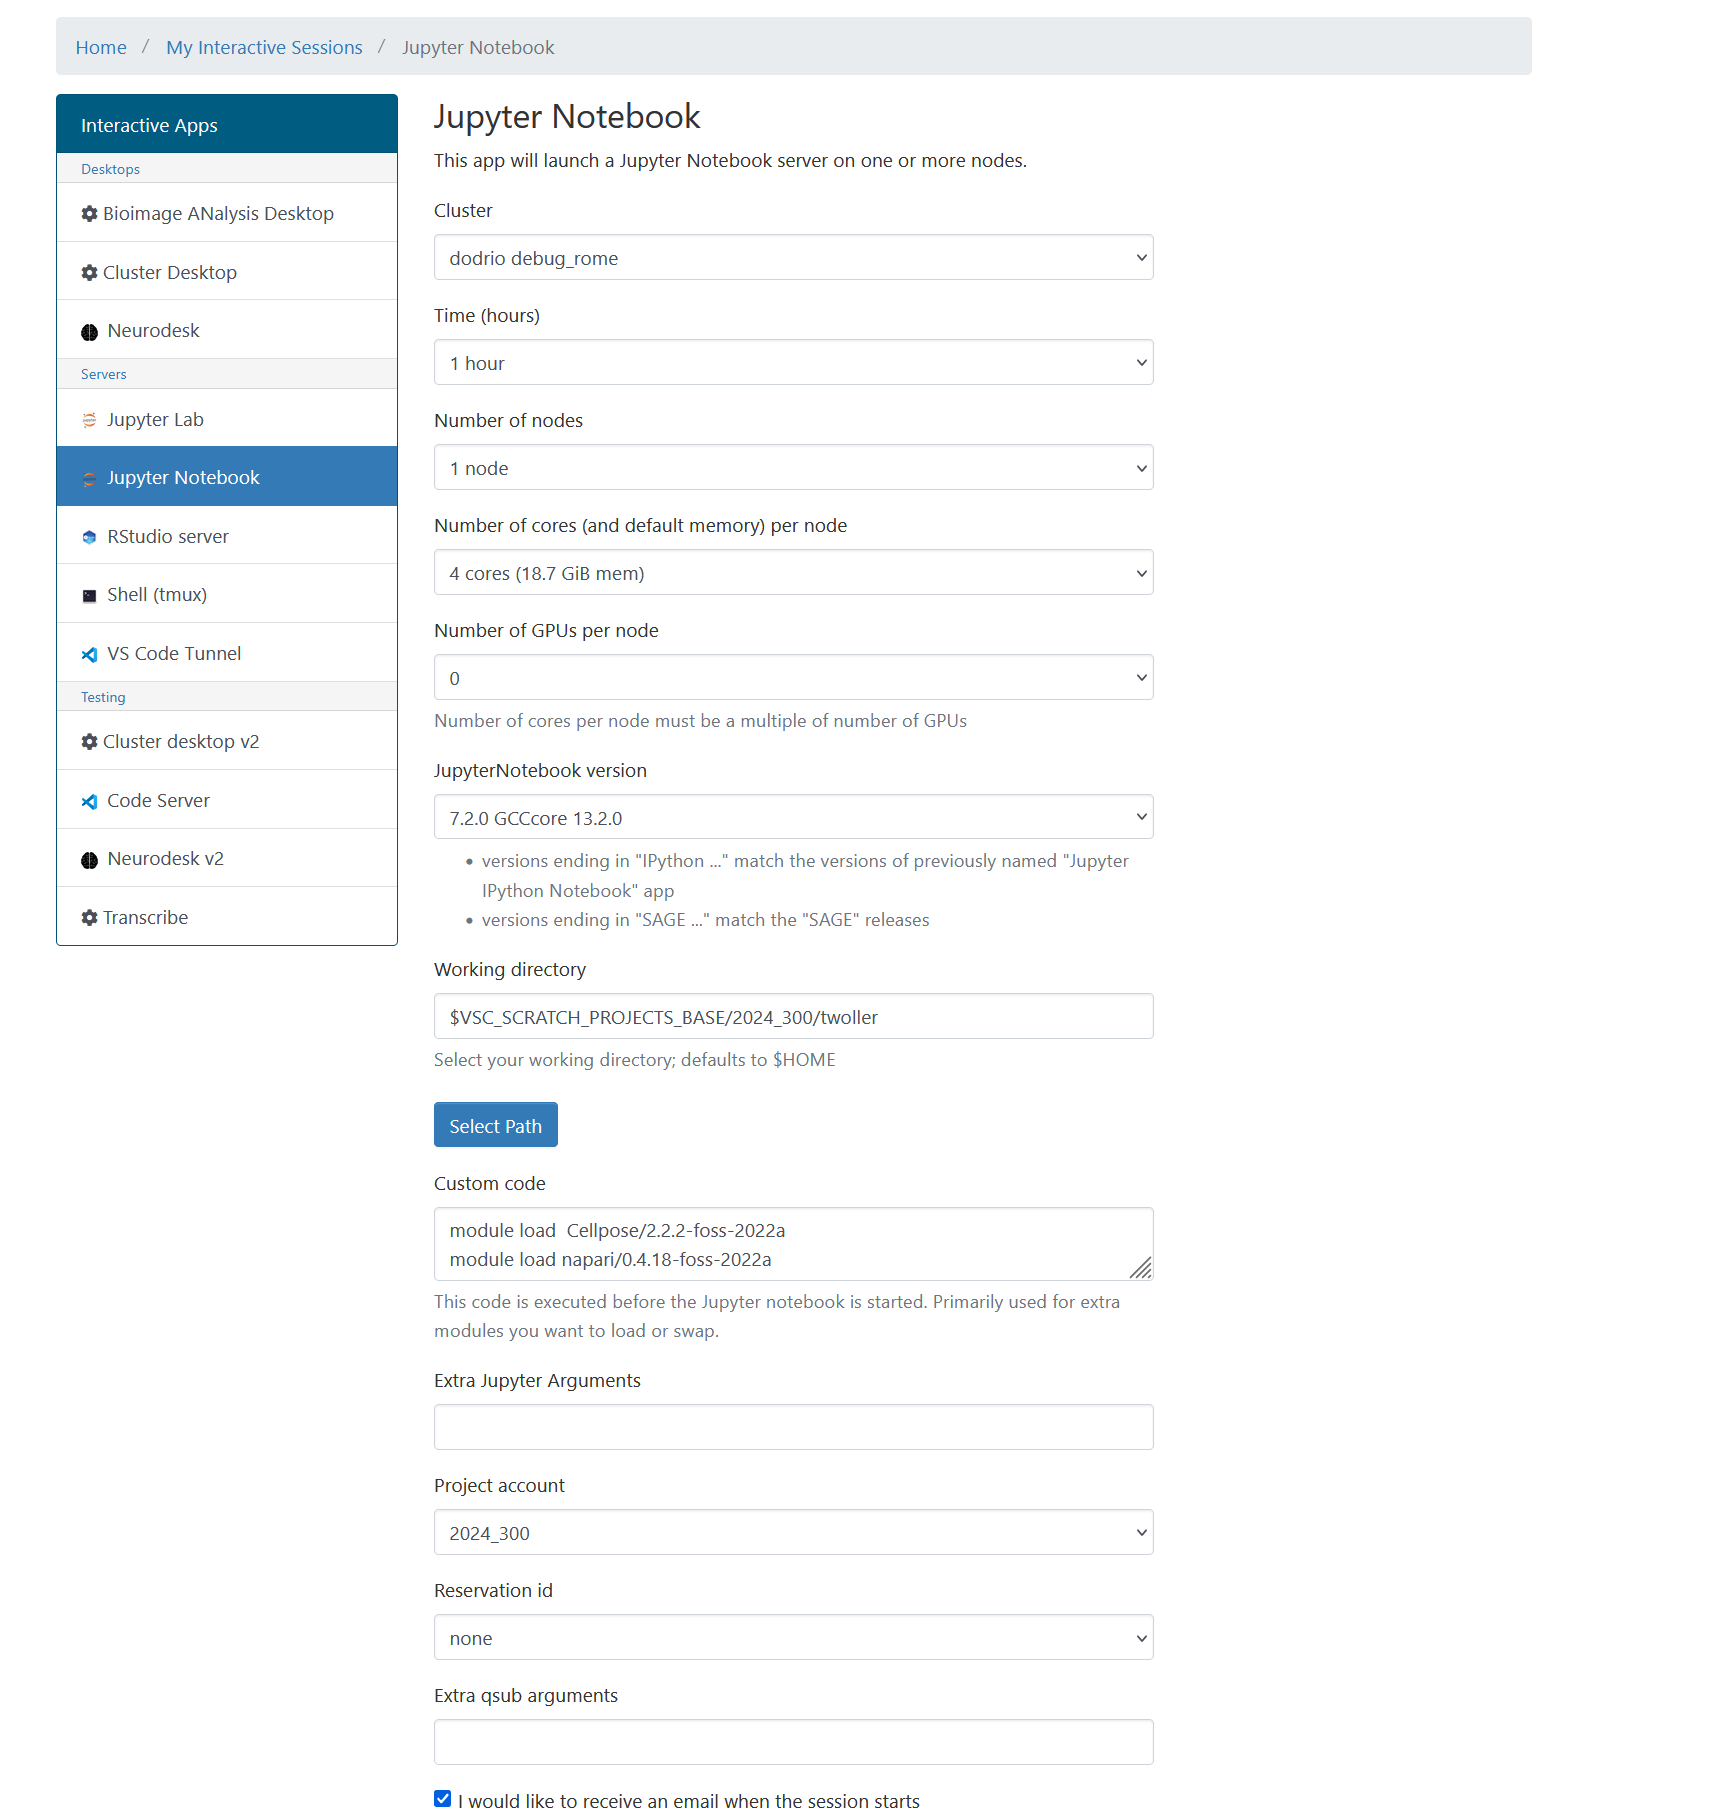 Home / My Interactive Sessions / Jupyter Notebook
Interactive Apps
Desktops
Bioimage ANalysis Desktop
Cluster Desktop
Neurodesk
Servers
Jupyter Lab
Jupyter Notebook
RStudio server
Shell (tmux)
VS Code Tunnel
Testing
Cluster desktop v2
Code Server
Neurodesk v2
Transcribe
Jupyter Notebook
This app will launch a Jupyter Notebook server on one or more nodes.
Cluster
dodrio debug_rome
Time (hours)
1 hour
Number of nodes
1 node
Number of cores (and default memory) per node
4 cores (18.7 GiB mem)
Number of GPUs per node
0
Number of cores per node must be a multiple of number of GPUs
JupyterNotebook version
7.2.0 GCCcore 13.2.0
• versions ending in "IPython ..." match the versions of previously named "Jupyter
IPython Notebook" app
• versions ending in "SAGE ..." match the "SAGE" releases
Working directory
$VSC_SCRATCH_PROJECTS_BASE/2024_300/twoller
Select your working directory; defaults to $HOME
Select Path
Custom code
module load  Cellpose/2.2.2-foss-2022a
module load napari/0.4.18-foss-2022a
This code is executed before the Jupyter notebook is started. Primarily used for extra
modules you want to load or swap.
Extra Jupyter Arguments
Project account
2024_300
Reservation id
none
Extra qsub arguments
I would like to receive an email when the session starts